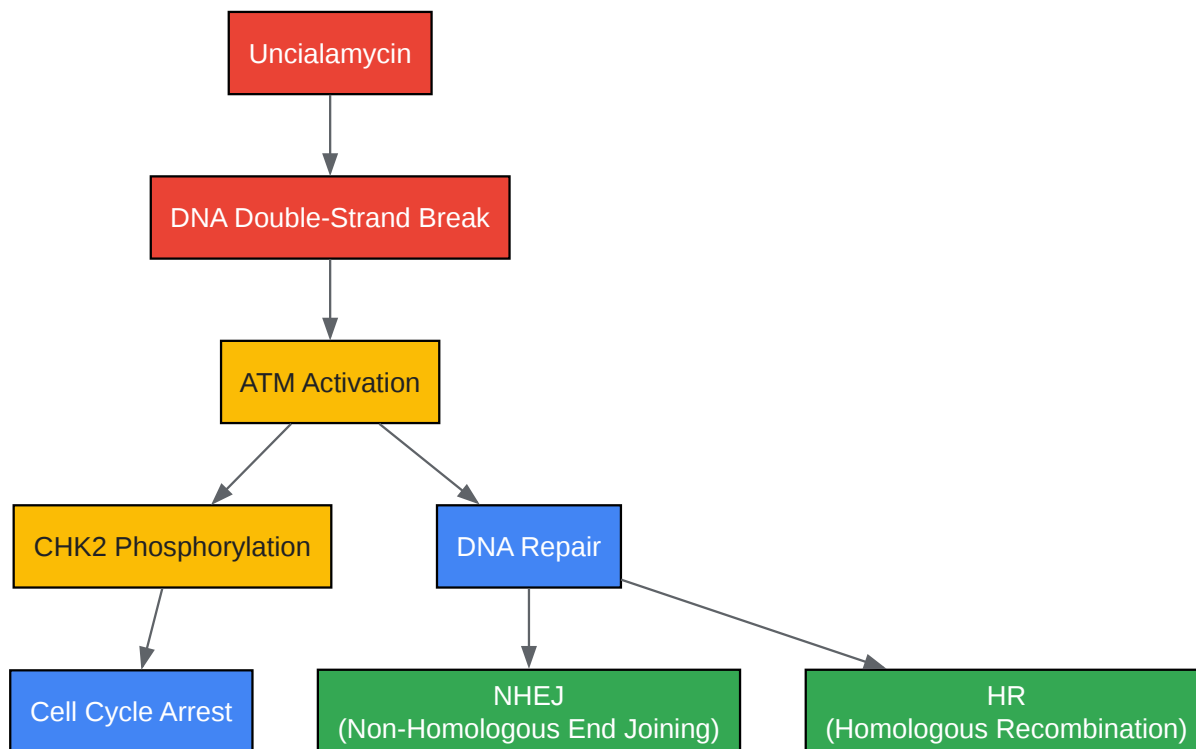 Uncialamycin
DNA Double-Strand Break
ATM Activation
CHK2 Phosphorylation
DNA Repair
Cell Cycle Arrest
NHEJ
(Non-Homologous End Joining)
HR
(Homologous Recombination)